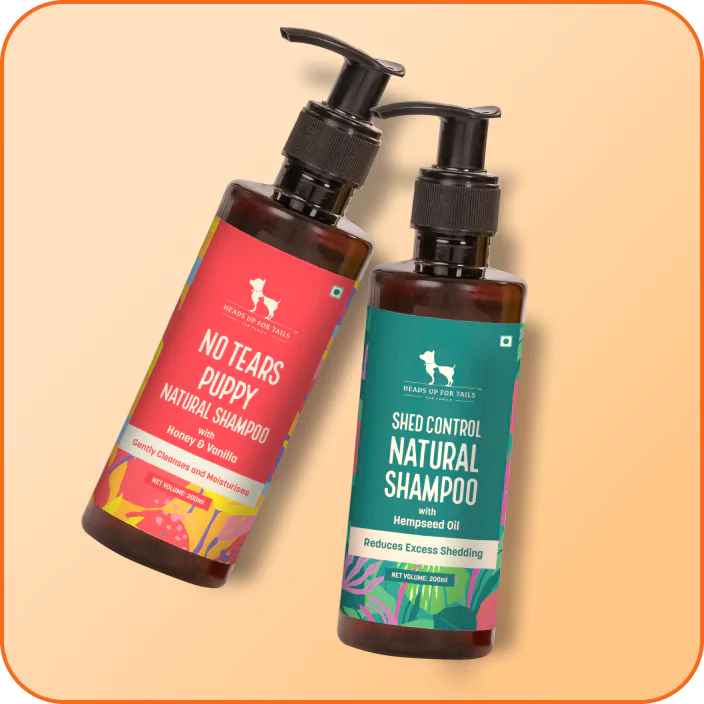 HEADS UP FOR TAILS
NO TEARS
PUPPY
NATURAL SHAMPOO
with
Honey & Vanilla
Gently Cleanses and Moisturises
NET VOLUME: 200ml
HEADS UP FOR TAILS
SHED CONTROL
NATURAL
SHAMPOO
with
Hempseed Oil
Reduces Excess Shedding
NET VOLUME: 200ml